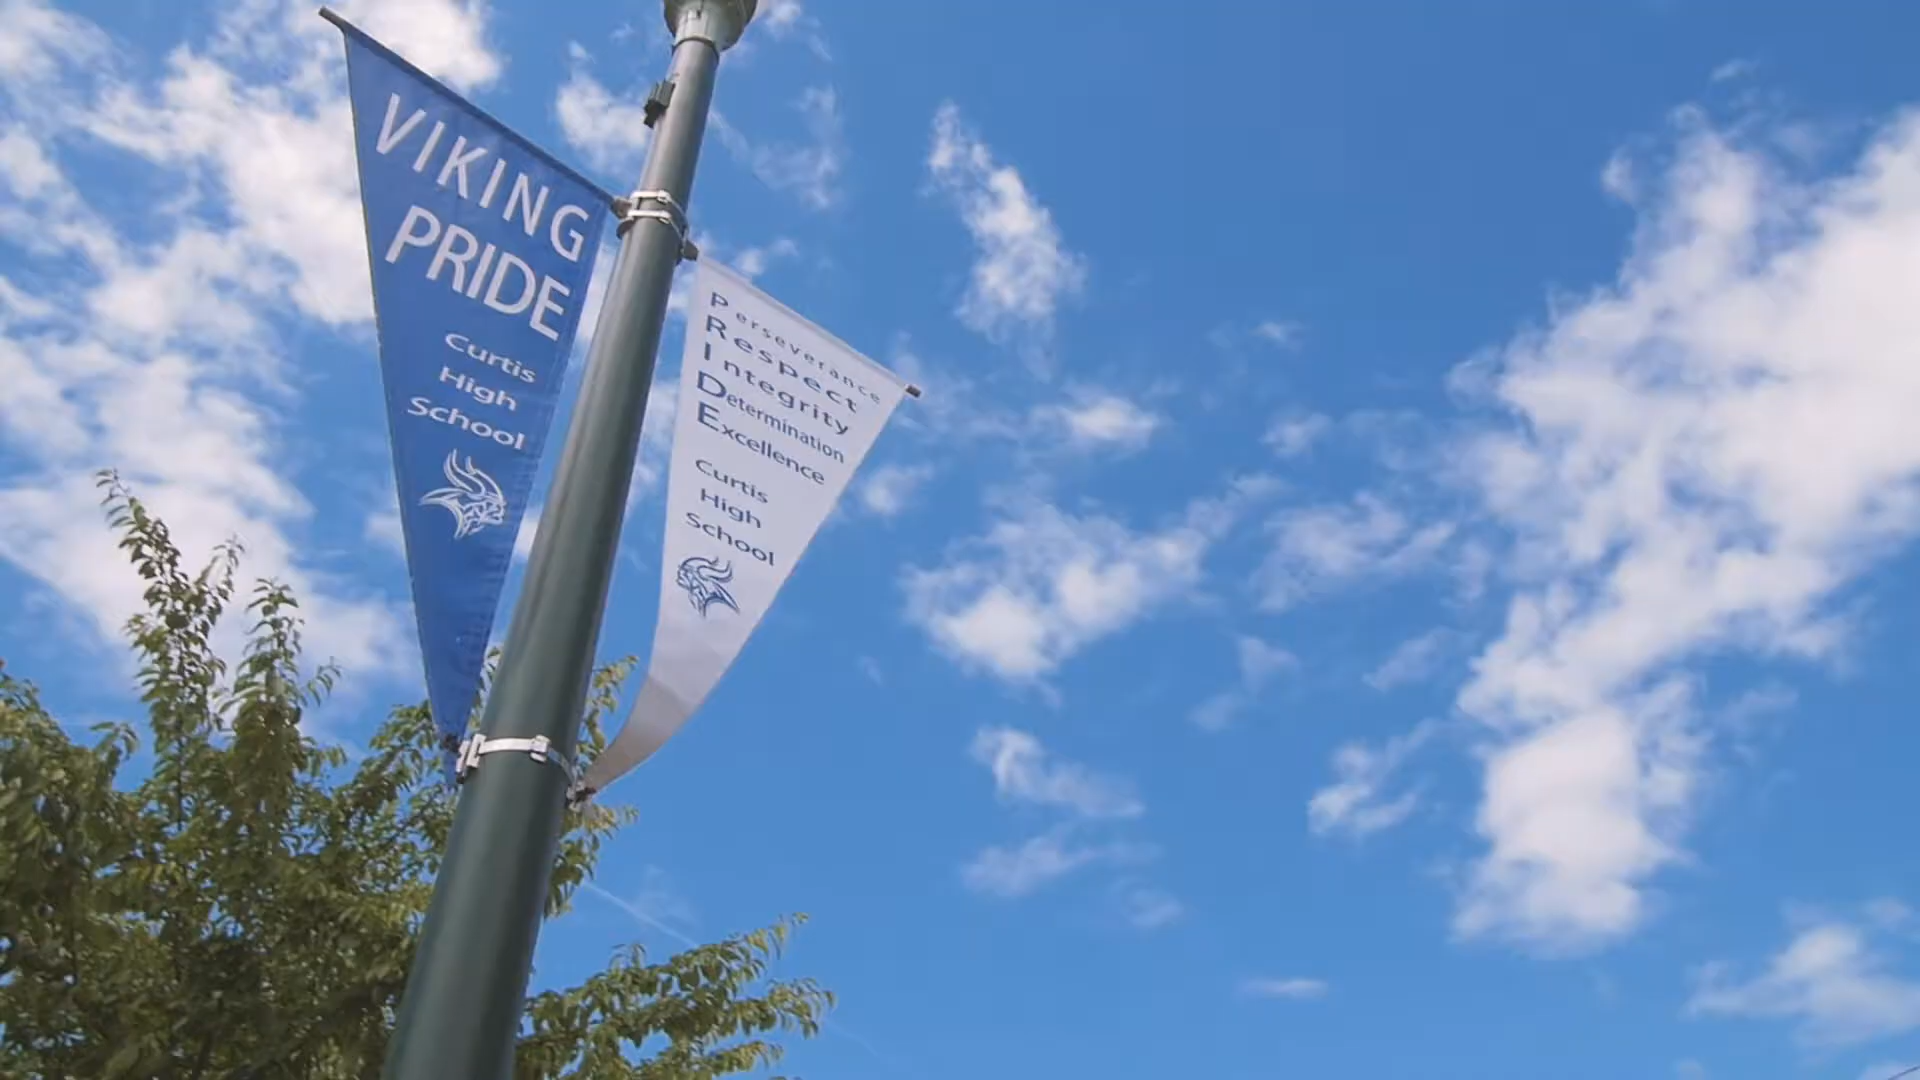 VIKING
PRIDE
Curtis
High
School
Perseverance
Respect
Integrity
Determination
Excellence
Curtis
High
School